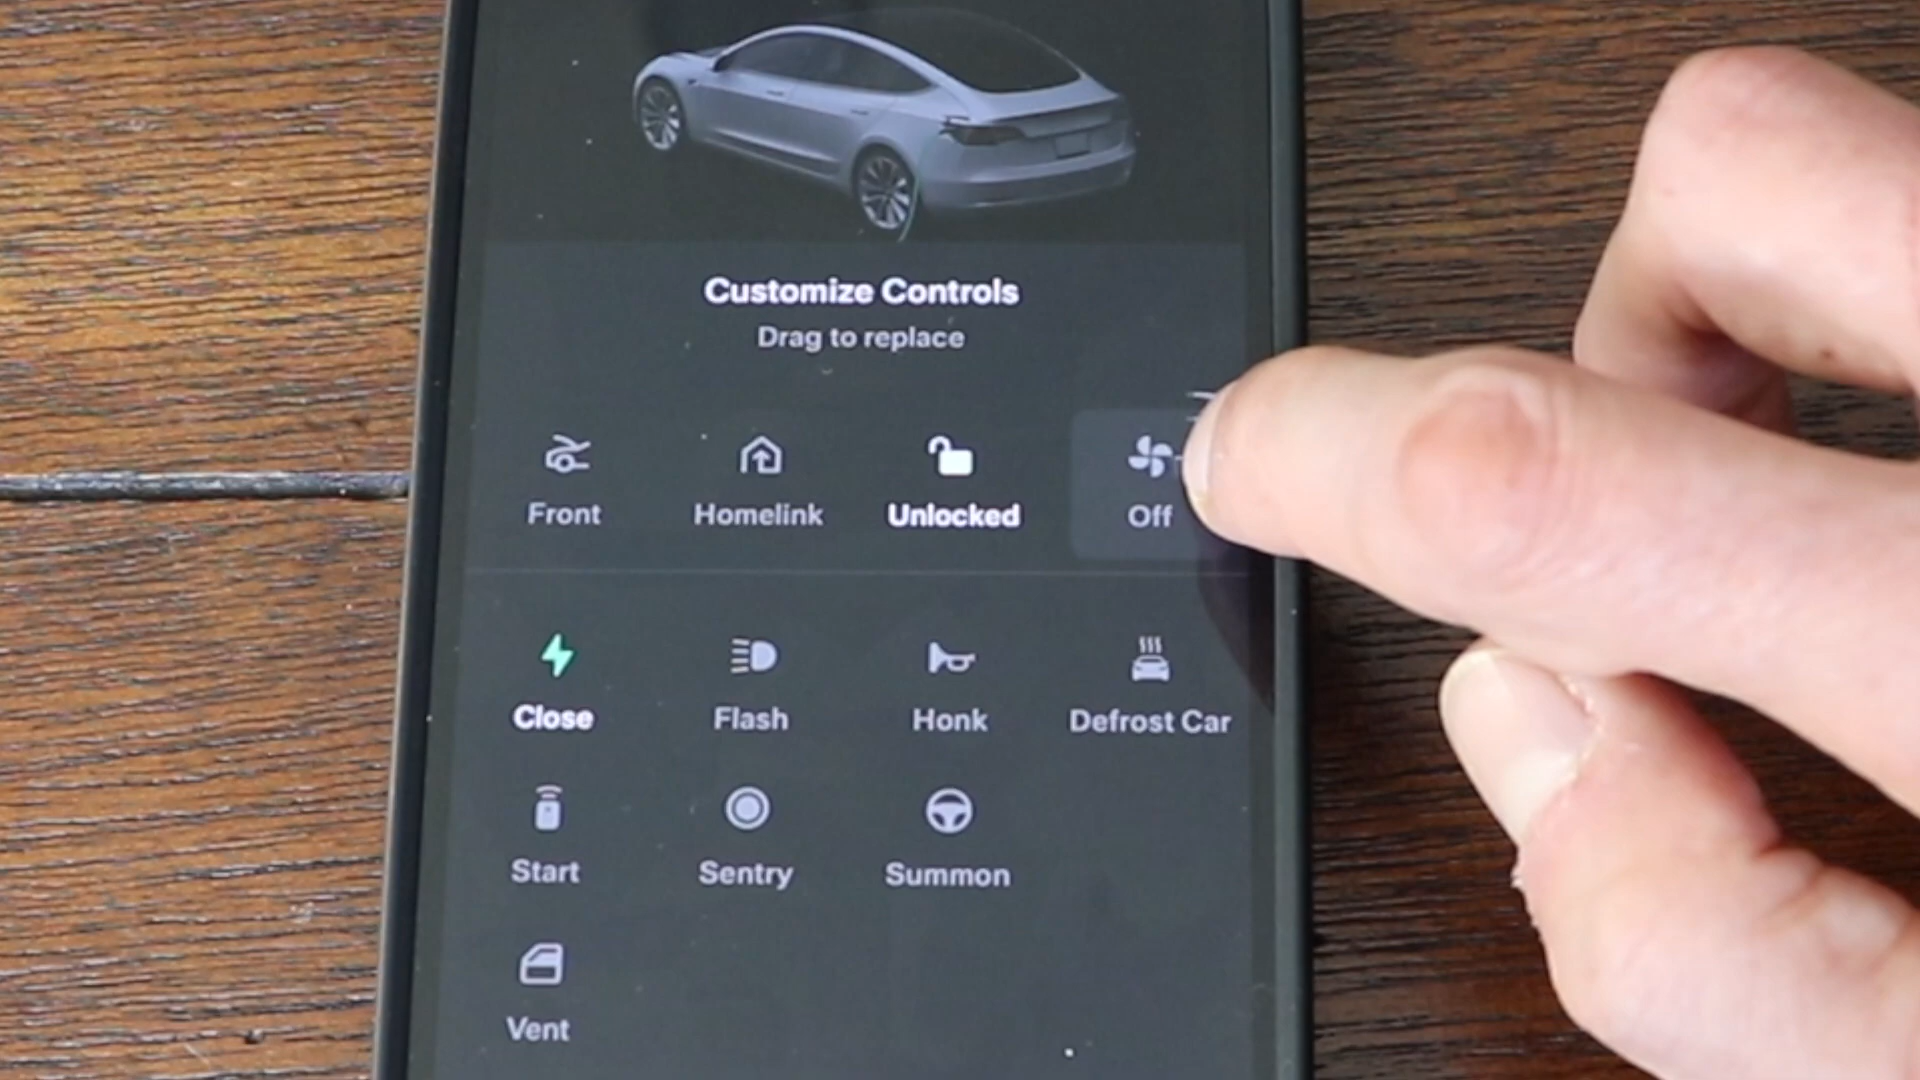 Customize Controls
Drag to replace
Front Homelink Unlocked Off
Close Flash Honk Defrost Car
Start Sentry Summon
Vent